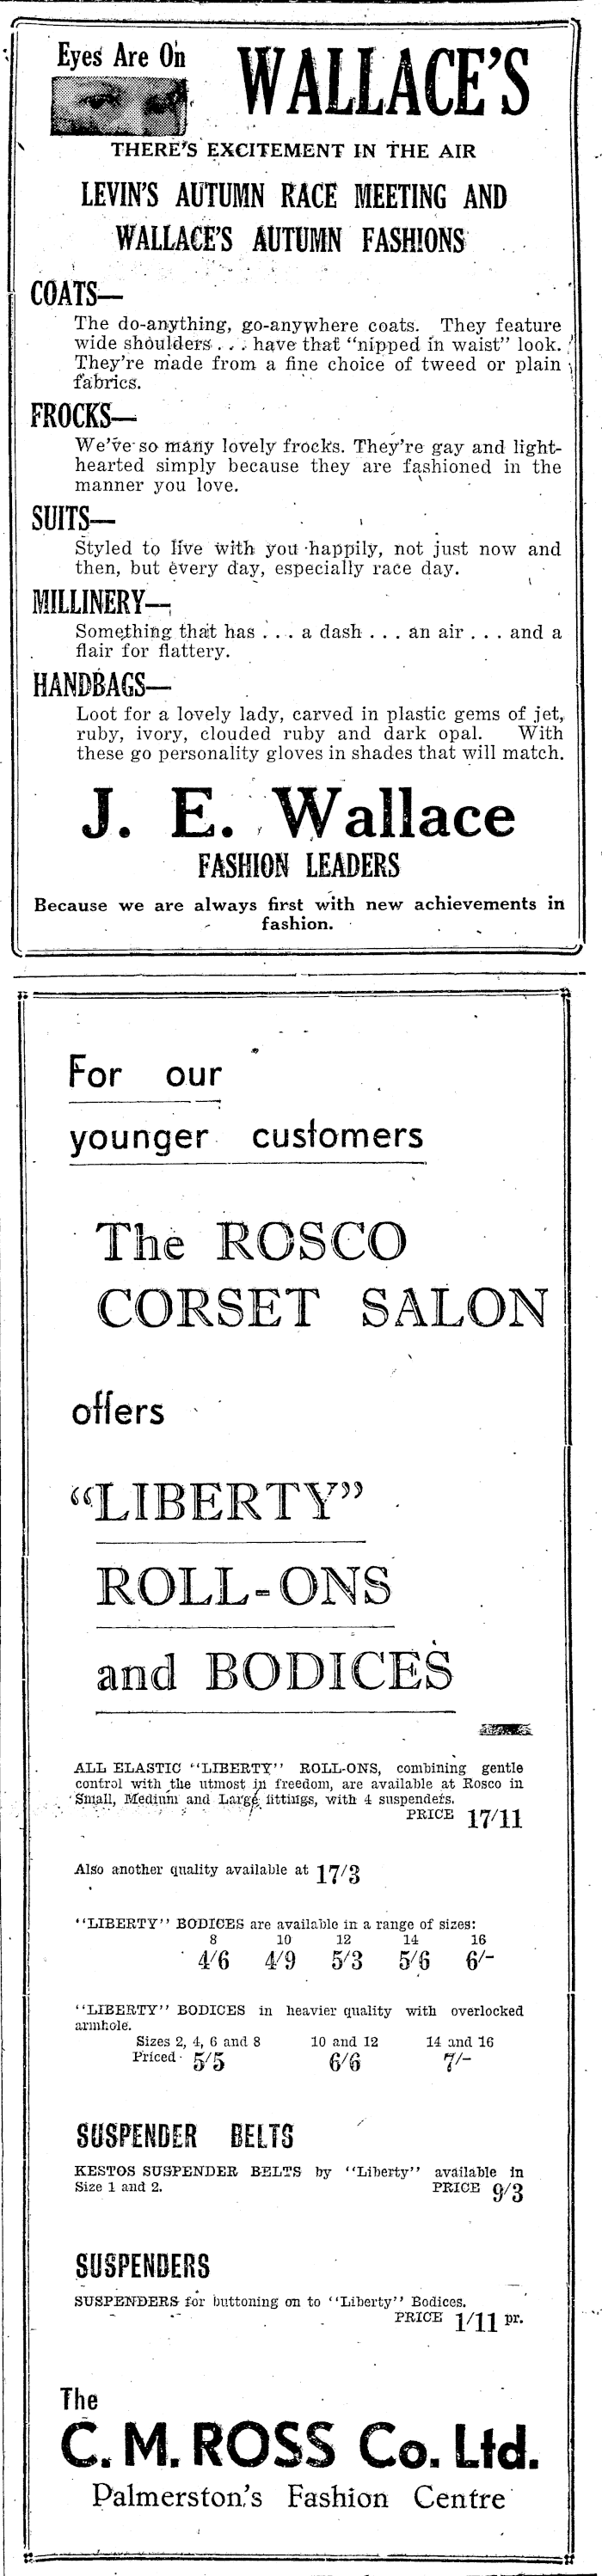 Eyes Are On
WALLACE'S
THERE'S EXCITEMENT IN THE AIR
LEVIN'S AUTUMN RACE MEETING AND
WALLACE'S AUTUMN FASHIONS
COATS—
The do-anything, go-anywhere coats. They feature
wide shoulders . . . have that "nipped in waist" look.
They're made from a fine choice of tweed or plain
fabrics.
FROCKS—
We've so many lovely frocks. They're gay and light-
hearted simply because they are fashioned in the
manner you love.
SUITS—
Styled to live with you happily, not just now and
then, but every day, especially race day.
MILLINERY—
Something that has . . . a dash . . . an air . . . and a
flair for flattery.
HANDBAGS—
Loot for a lovely lady, carved in plastic gems of jet,
ruby, ivory, clouded ruby and dark opal. With
these go personality gloves in shades that will match.
J. E. Wallace
FASHION LEADERS
Because we are always first with new achievements in
fashion.
For our
younger customers
The ROSCO
CORSET SALON
offers
"LIBERTY"
ROLL-ONS
and BODICES
ALL ELASTIC "LIBERTY" ROLL-ONS, combining gentle
control with the utmost in freedom, are available at Rosco in
Small, Medium and Large fittings, with 4 suspenders.
PRICE 17/11
Also another quality available at 17/3
"LIBERTY" BODICES are available in a range of sizes:
8 10 12 14 16
4/6 4/9 5/3 5/6 6/-
"LIBERTY" BODICES in heavier quality with overlocked
armhole.
Sizes 2, 4, 6 and 8 10 and 12 14 and 16
Priced 5/5 6/6 7/-
SUSPENDER BELTS
KESTOS SUSPENDER BELTS by "Liberty" available in
Size 1 and 2. PRICE 9/3
SUSPENDERS
SUSPENDERS for buttoning on to "Liberty" Bodices.
PRICE 1/11 pr.
The
C. M. ROSS Co. Ltd.
Palmerston's Fashion Centre